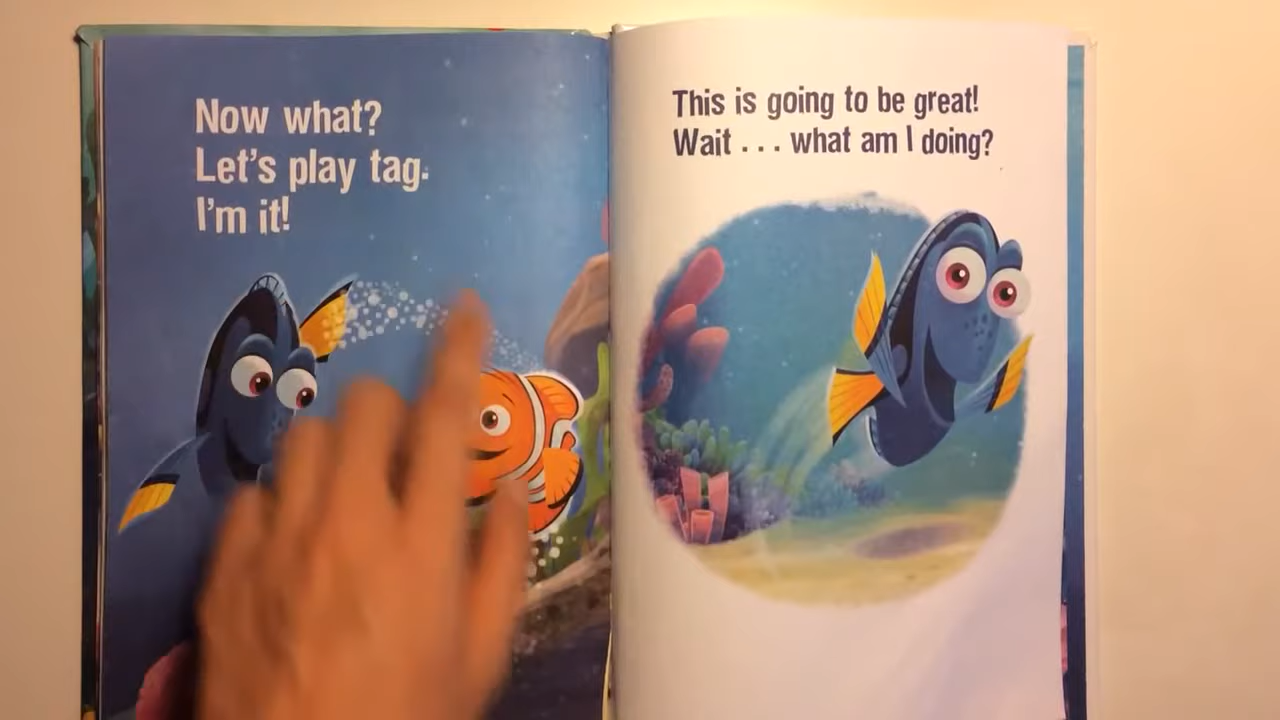 Now what?
Let's play tag.
I'm it!
This is going to be great!
Wait . . . what am I doing?